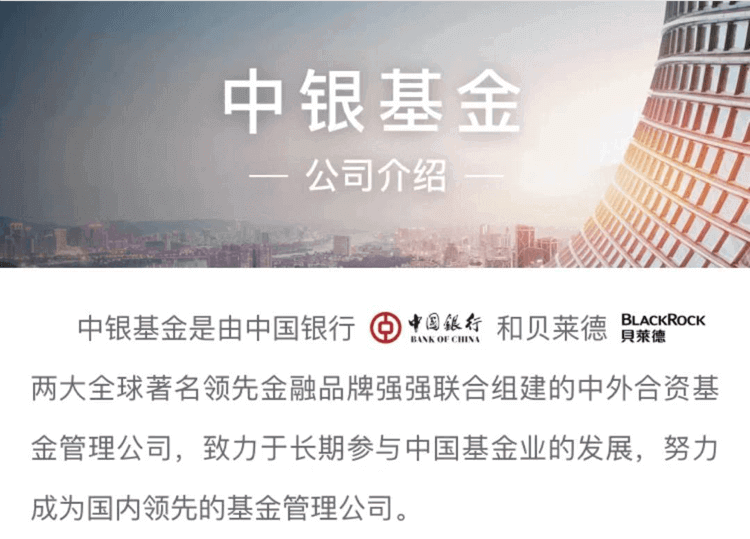 中银基金
公司介绍
中银基金是由中国银行 中国银行 BANK OF CHINA 和贝莱德 BLACKROCK 貝萊德
两大全球著名领先金融品牌强强联合组建的中外合资基
金管理公司，致力于长期参与中国基金业的发展，努力
成为国内领先的基金管理公司。